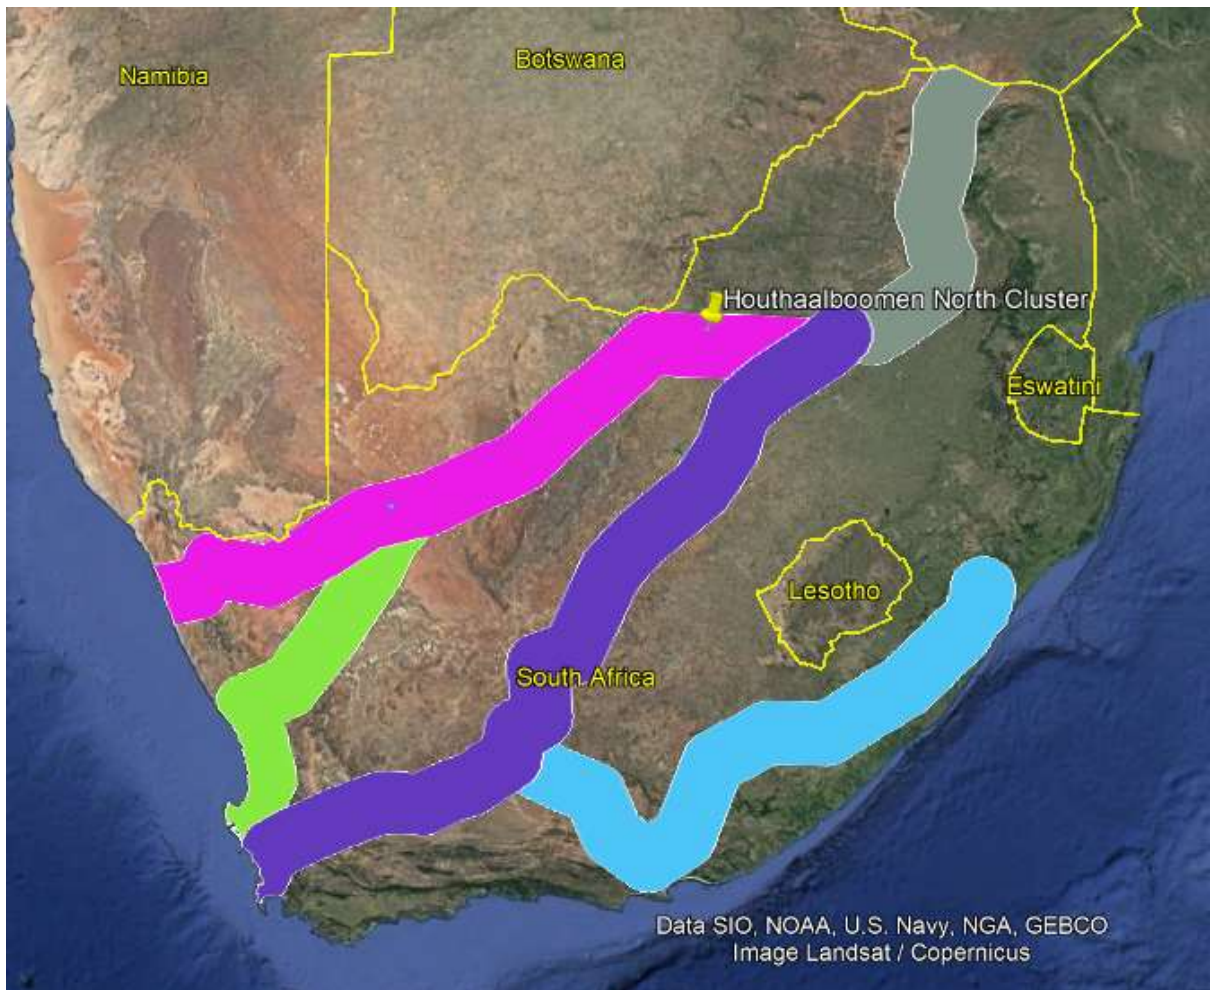 Namibia
Botswana
Houthaalboomen North Cluster
Eswatini
Lesotho
South Africa
Data SIO, NOAA, U.S. Navy, NGA, GEBCO
Image Landsat / Copernicus